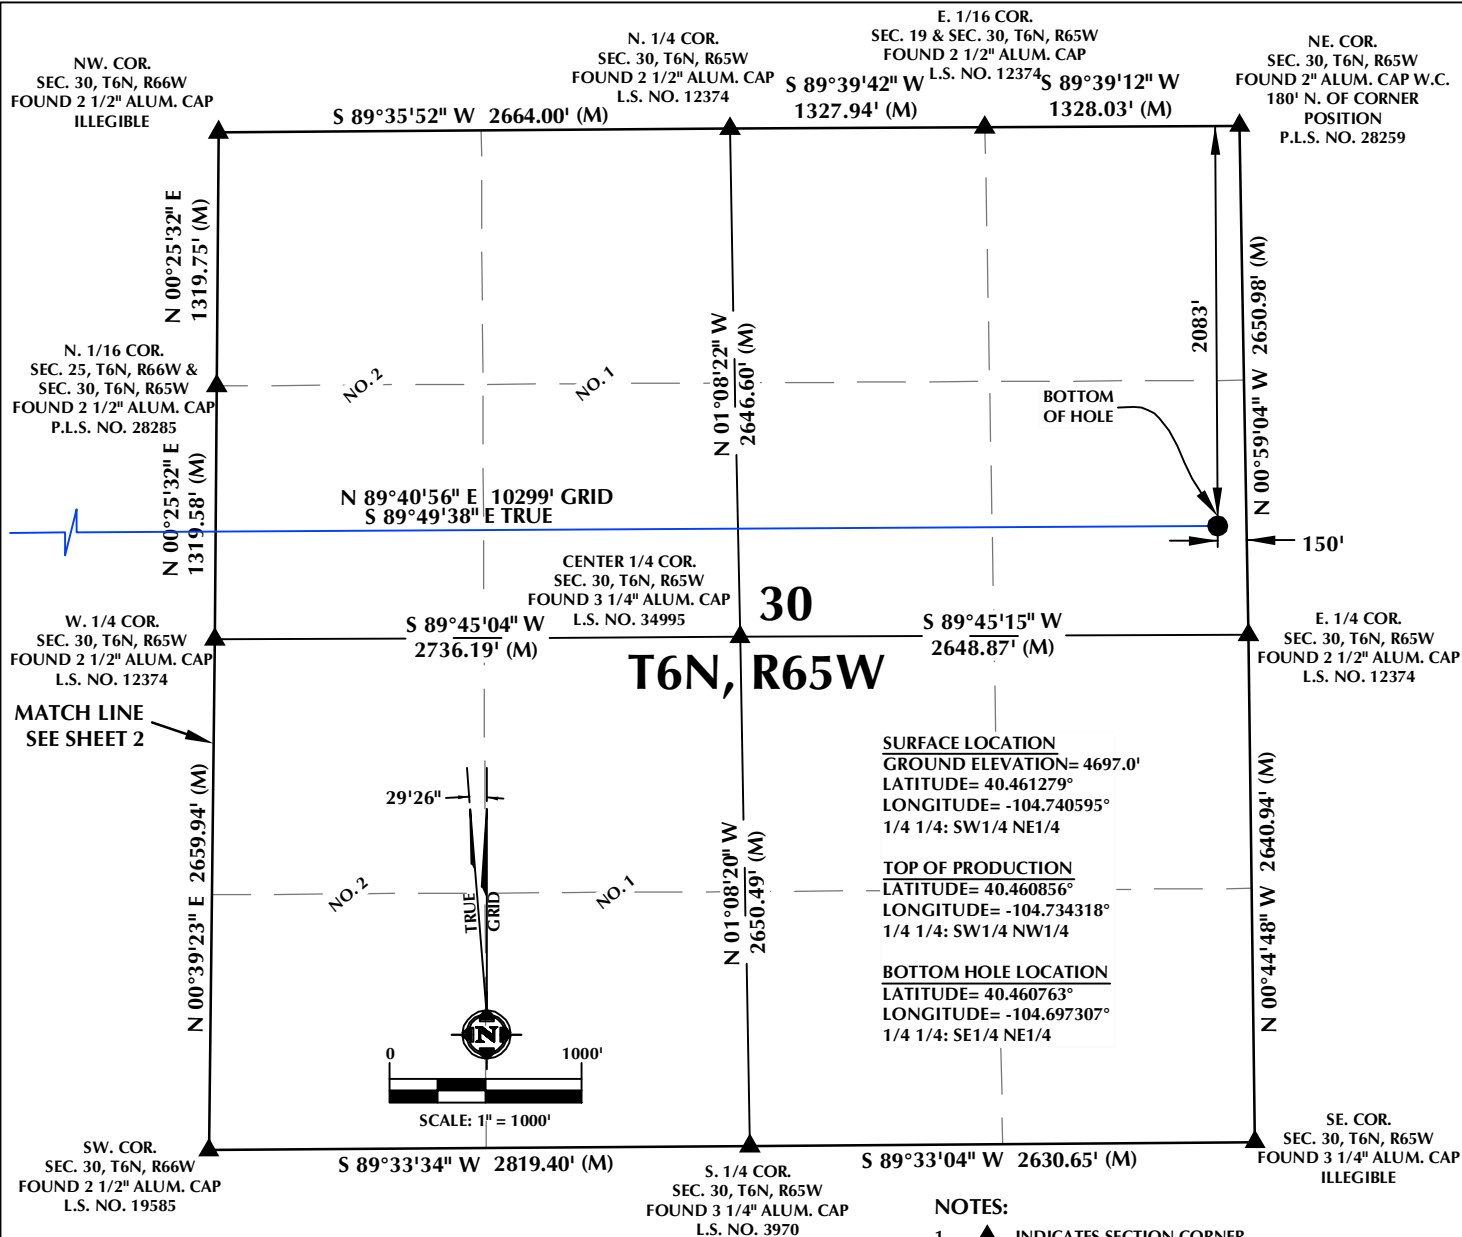 NW. COR.
SEC. 30, T6N, R66W
FOUND 2 1/2" ALUM. CAP
ILLEGIBLE
N. 1/4 COR.
SEC. 30, T6N, R65W
FOUND 2 1/2" ALUM. CAP
L.S. NO. 12374
E. 1/16 COR.
SEC. 19 & SEC. 30, T6N, R65W
FOUND 2 1/2" ALUM. CAP
L.S. NO. 12374
NE. COR.
SEC. 30, T6N, R65W
FOUND 2" ALUM. CAP W.C.
180' N. OF CORNER
POSITION
P.L.S. NO. 28259
S 89°35'52" W 2664.00' (M)
S 89°39'42" W
1327.94' (M)
S 89°39'12" W
1328.03' (M)
N 00°25'32" E
1319.75' (M)
N. 1/16 COR.
SEC. 25, T6N, R66W &
SEC. 30, T6N, R65W
FOUND 2 1/2" ALUM. CAP
P.L.S. NO. 28285
NO. 2
NO. 1
N 01°08'22" W
2646.60' (M)
2083'
N 00°59'04" W 2650.98' (M)
BOTTOM
OF HOLE
N 00°25'32" E
1319.58' (M)
N 89°40'56" E 10299' GRID
S 89°49'38" E TRUE
150'
CENTER 1/4 COR.
SEC. 30, T6N, R65W
FOUND 3 1/4" ALUM. CAP
L.S. NO. 34995
30
T6N, R65W
W. 1/4 COR.
SEC. 30, T6N, R65W
FOUND 2 1/2" ALUM. CAP
L.S. NO. 12374
S 89°45'04" W
2736.19' (M)
S 89°45'15" W
2648.87' (M)
E. 1/4 COR.
SEC. 30, T6N, R65W
FOUND 2 1/2" ALUM. CAP
L.S. NO. 12374
MATCH LINE
SEE SHEET 2
N 00°39'23" E 2659.94' (M)
29'26"
TRUE
GRID
N
NO. 2
NO. 1
N 01°08'20" W
2650.49' (M)
SURFACE LOCATION
GROUND ELEVATION= 4697.0'
LATITUDE= 40.461279°
LONGITUDE= -104.740595°
1/4 1/4: SW1/4 NE1/4
TOP OF PRODUCTION
LATITUDE= 40.460856°
LONGITUDE= -104.734318°
1/4 1/4: SW1/4 NW1/4
BOTTOM HOLE LOCATION
LATITUDE= 40.460763°
LONGITUDE= -104.697307°
1/4 1/4: SE1/4 NE1/4
N 00°44'48" W 2640.94' (M)
0 1000'
SCALE: 1" = 1000'
SW. COR.
SEC. 30, T6N, R66W
FOUND 2 1/2" ALUM. CAP
L.S. NO. 19585
S 89°33'34" W 2819.40' (M)
S. 1/4 COR.
SEC. 30, T6N, R65W
FOUND 3 1/4" ALUM. CAP
L.S. NO. 3970
S 89°33'04" W 2630.65' (M)
SE. COR.
SEC. 30, T6N, R65W
FOUND 3 1/4" ALUM. CAP
ILLEGIBLE
NOTES:
1. INDICATES SECTION CORNER